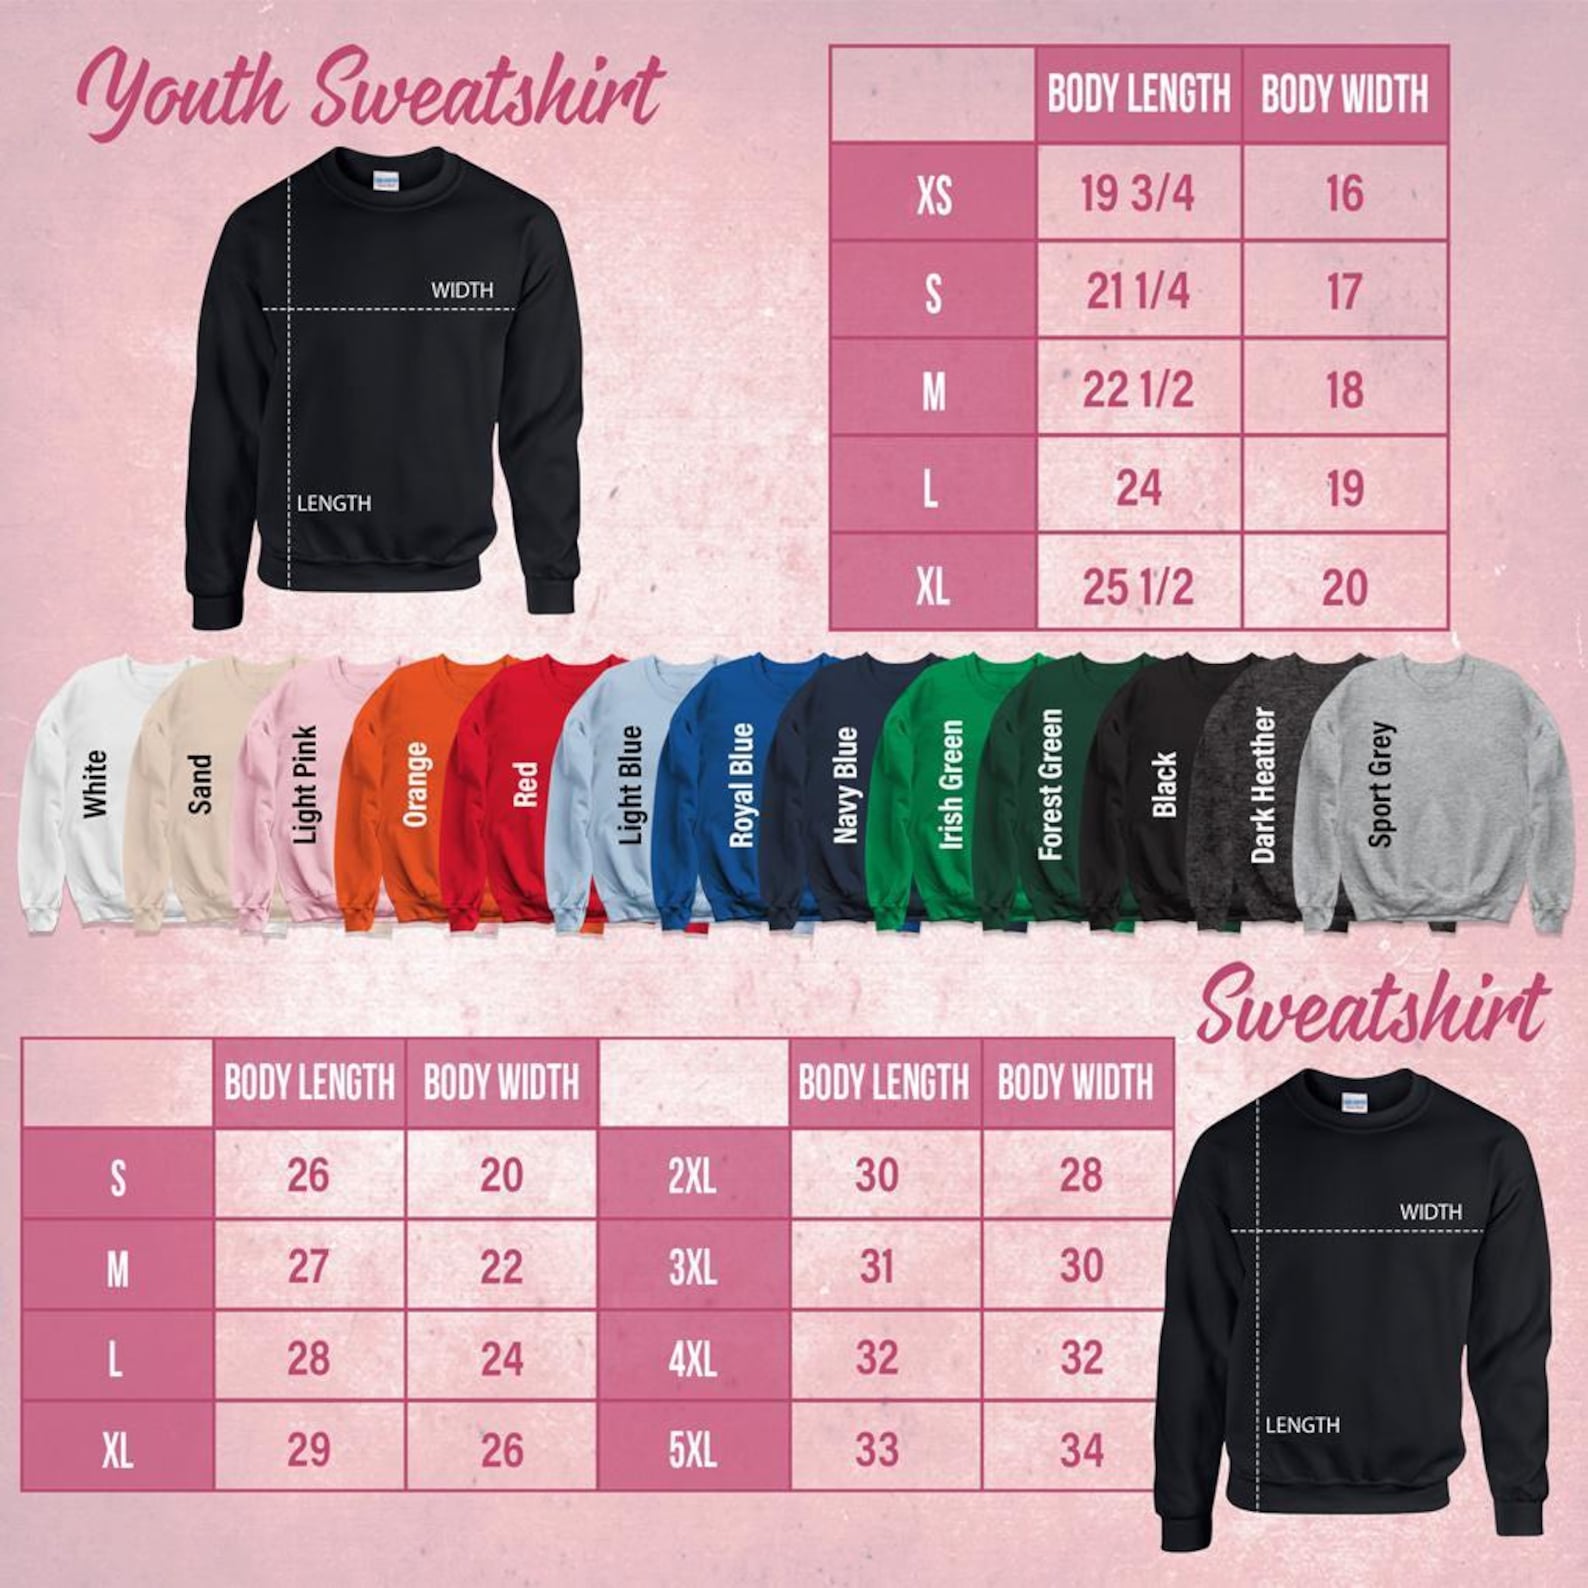 Youth Sweatshirt
WIDTH
LENGTH
BODY LENGTH BODY WIDTH
XS 19 3/4 16
S 21 1/4 17
M 22 1/2 18
L 24 19
XL 25 1/2 20
White
Sand
Light Pink
Orange
Red
Light Blue
Royal Blue
Navy Blue
Irish Green
Forest Green
Black
Dark Heather
Sport Grey
Sweatshirt
BODY LENGTH BODY WIDTH BODY LENGTH BODY WIDTH
S 26 20 2XL 30 28
M 27 22 3XL 31 30
L 28 24 4XL 32 32
XL 29 26 5XL 33 34
WIDTH
LENGTH